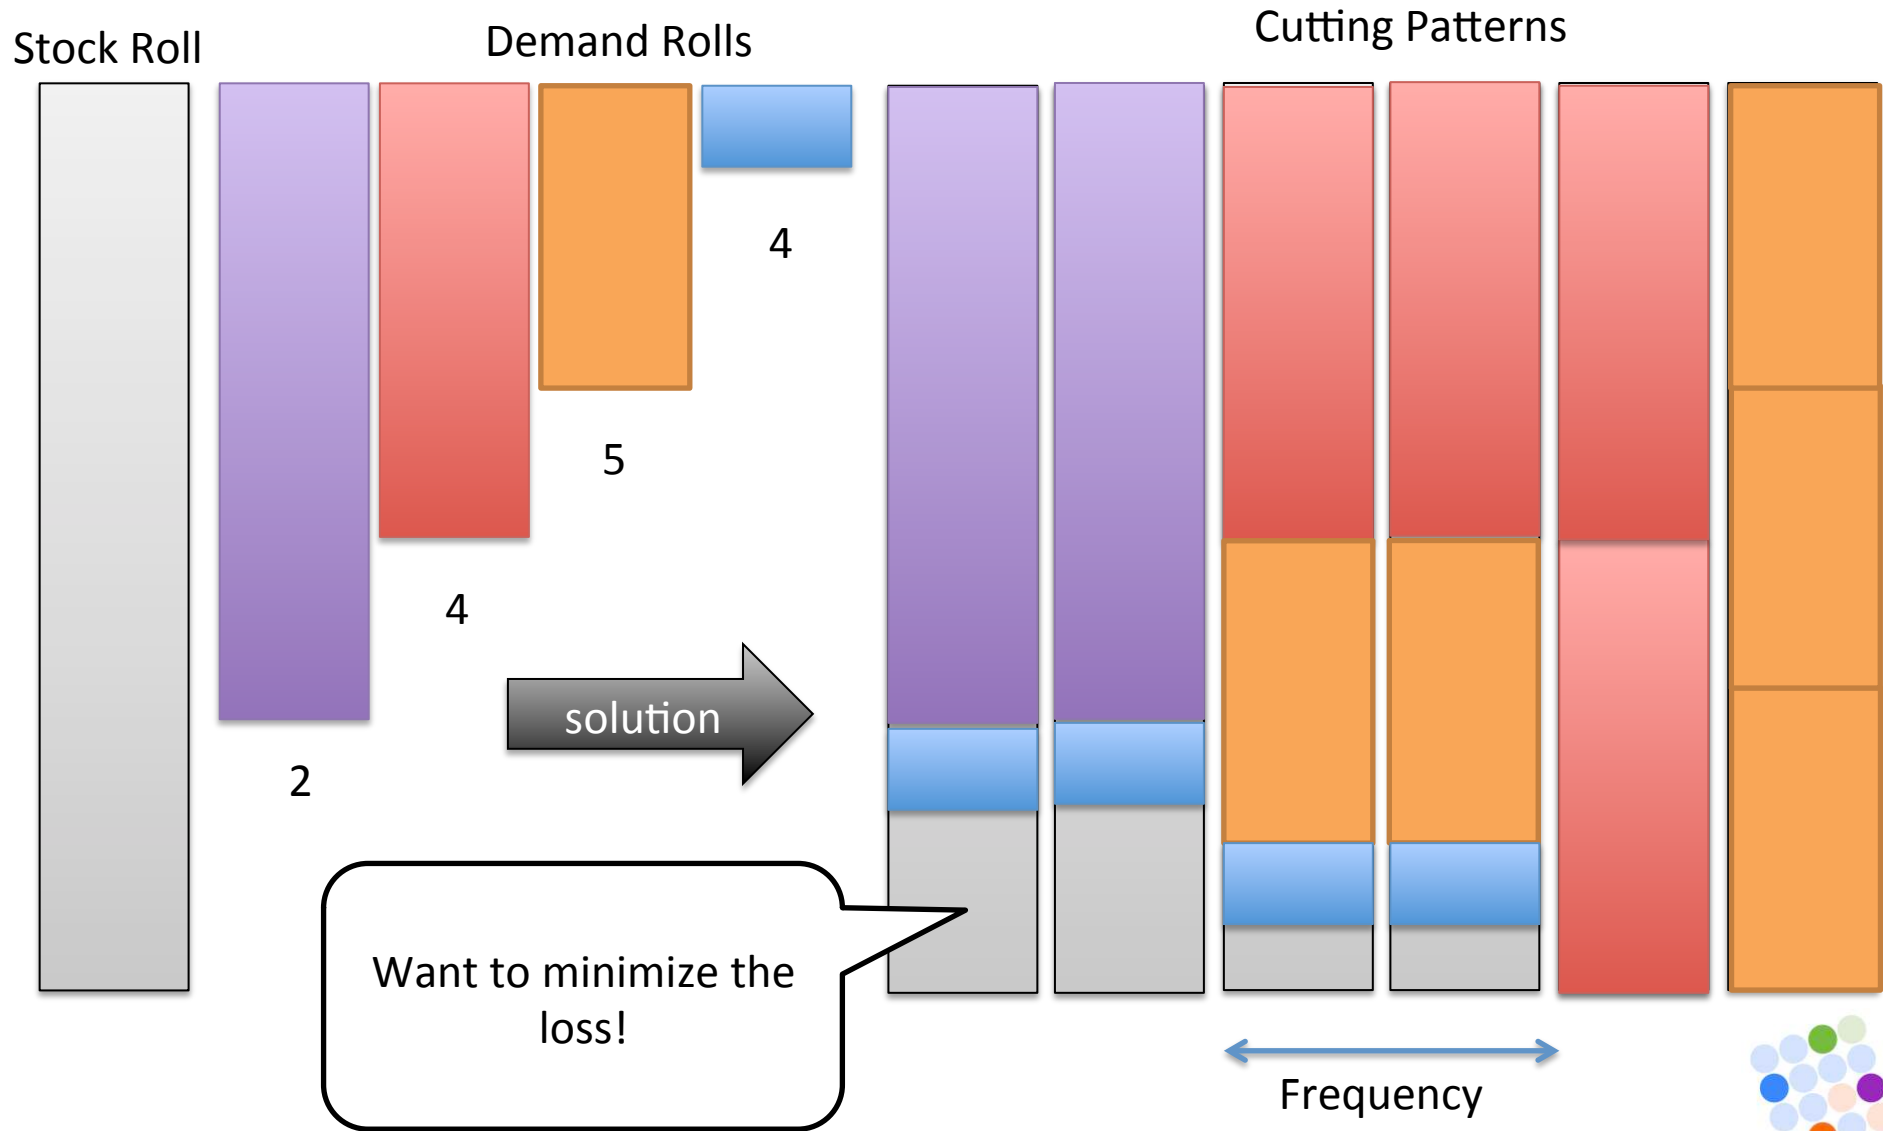 Stock Roll
Demand Rolls
Cutting Patterns
4
5
4
2
solution
Want to minimize the
loss!
Frequency